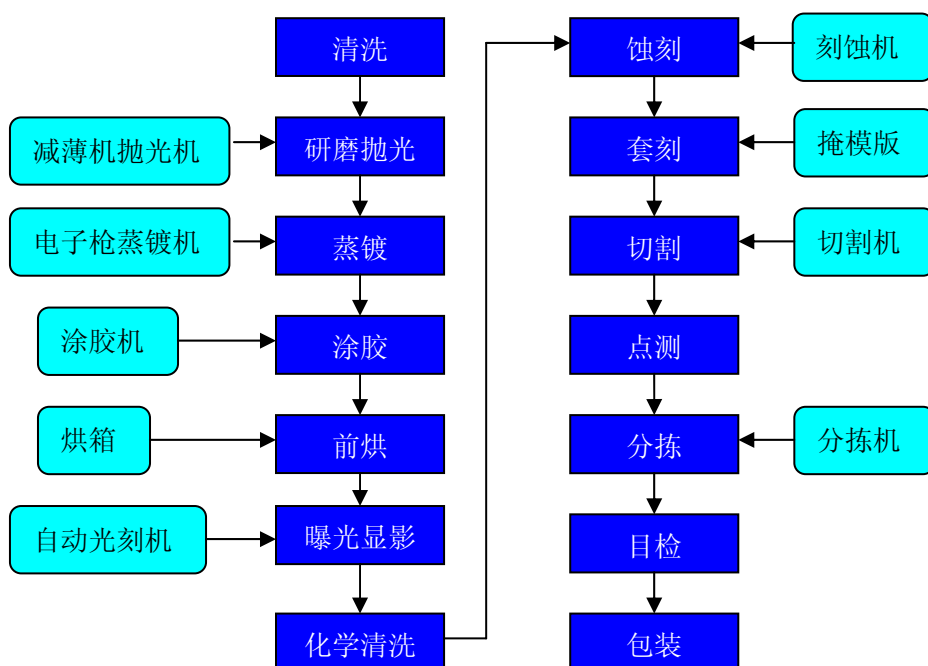 清洗
减薄机抛光机
研磨抛光
电子枪蒸镀机
蒸镀
涂胶机
涂胶
烘箱
前烘
自动光刻机
曝光显影
化学清洗
蚀刻
刻蚀机
套刻
掩模版
切割
切割机
点测
分拣
分拣机
目检
包装